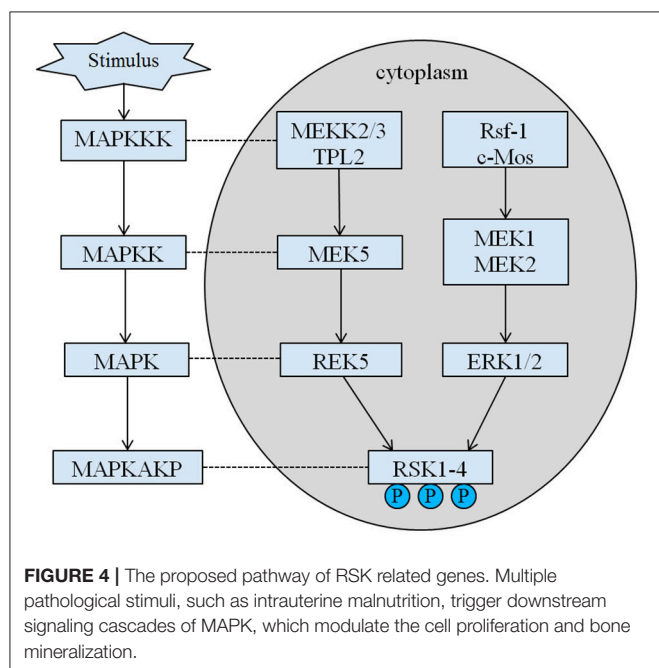 Stimulus
cytoplasm
MAPKKK
MEKK2/3
TPL2
Rsf-1
c-Mos
MAPKK
MEK5
MEK1
MEK2
MAPK
REK5
ERK1/2
MAPKAKP
RSK1-4
P P P
FIGURE 4 | The proposed pathway of RSK related genes. Multiple
pathological stimuli, such as intrauterine malnutrition, trigger downstream
signaling cascades of MAPK, which modulate the cell proliferation and bone
mineralization.